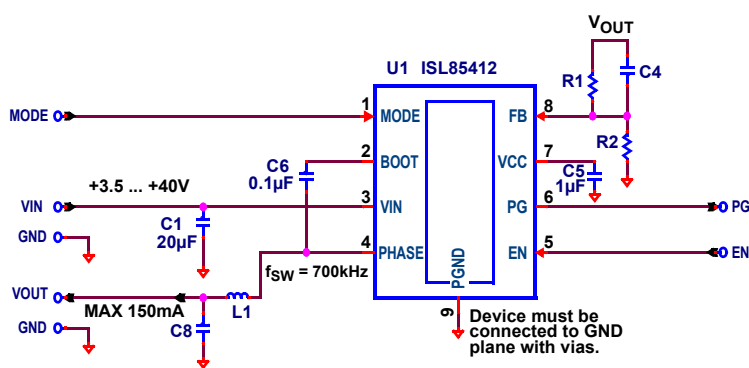 V_OUT
U1 ISL85412
R1
C4
MODE
1
MODE
FB
8
R2
2
BOOT
VCC
7
C6
0.1µF
C5
1µF
+3.5 ... +40V
VIN
3
VIN
PG
6
PG
C1
20µF
GND
4
PHASE
EN
5
EN
f_SW = 700kHz
VOUT
MAX 150mA
L1
PGND
GND
C8
9
Device must be
connected to GND
plane with vias.